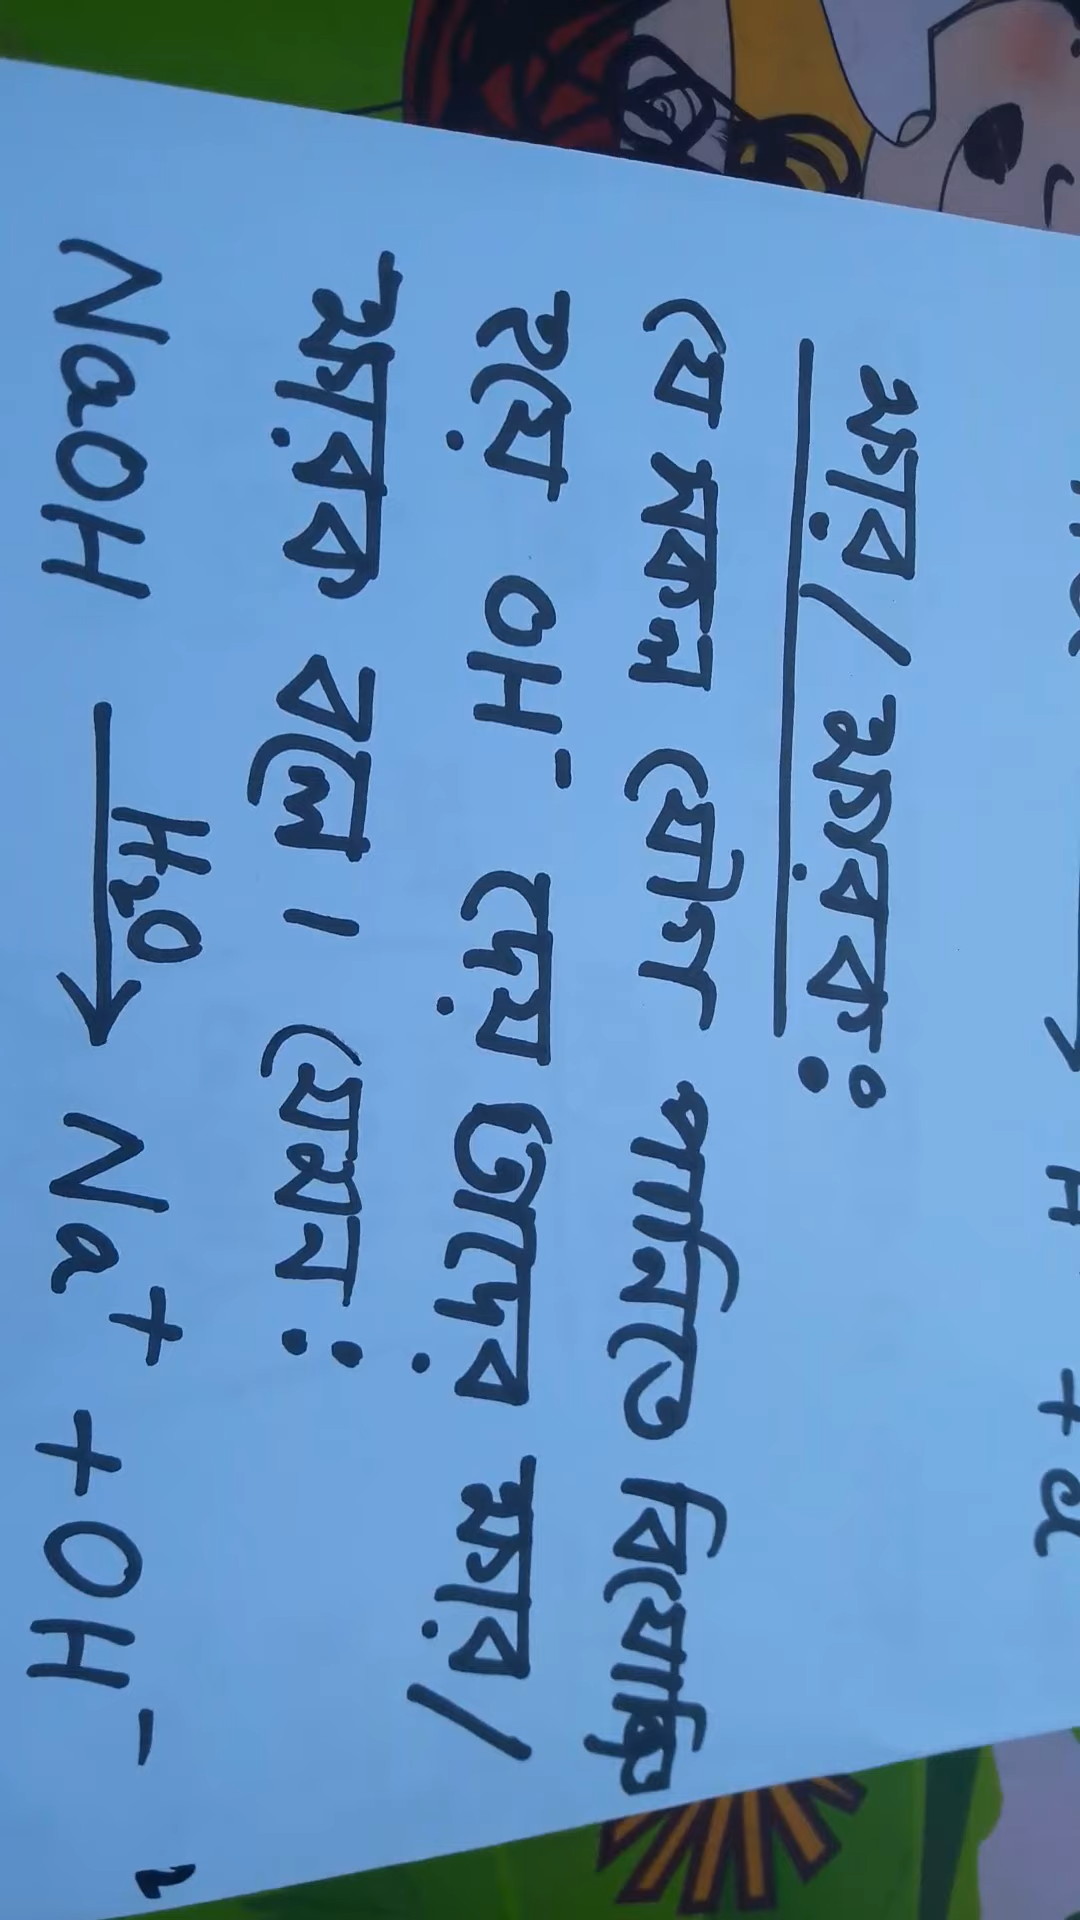 ক্ষার / ক্ষারক ঃ
যে সকল যৌগ পানিতে বিযোজিত
হয়ে OH⁻ দেয় তাদের ক্ষার /
ক্ষারক বলে। যেমন :
NaOH —H₂O→ Na⁺ + OH⁻